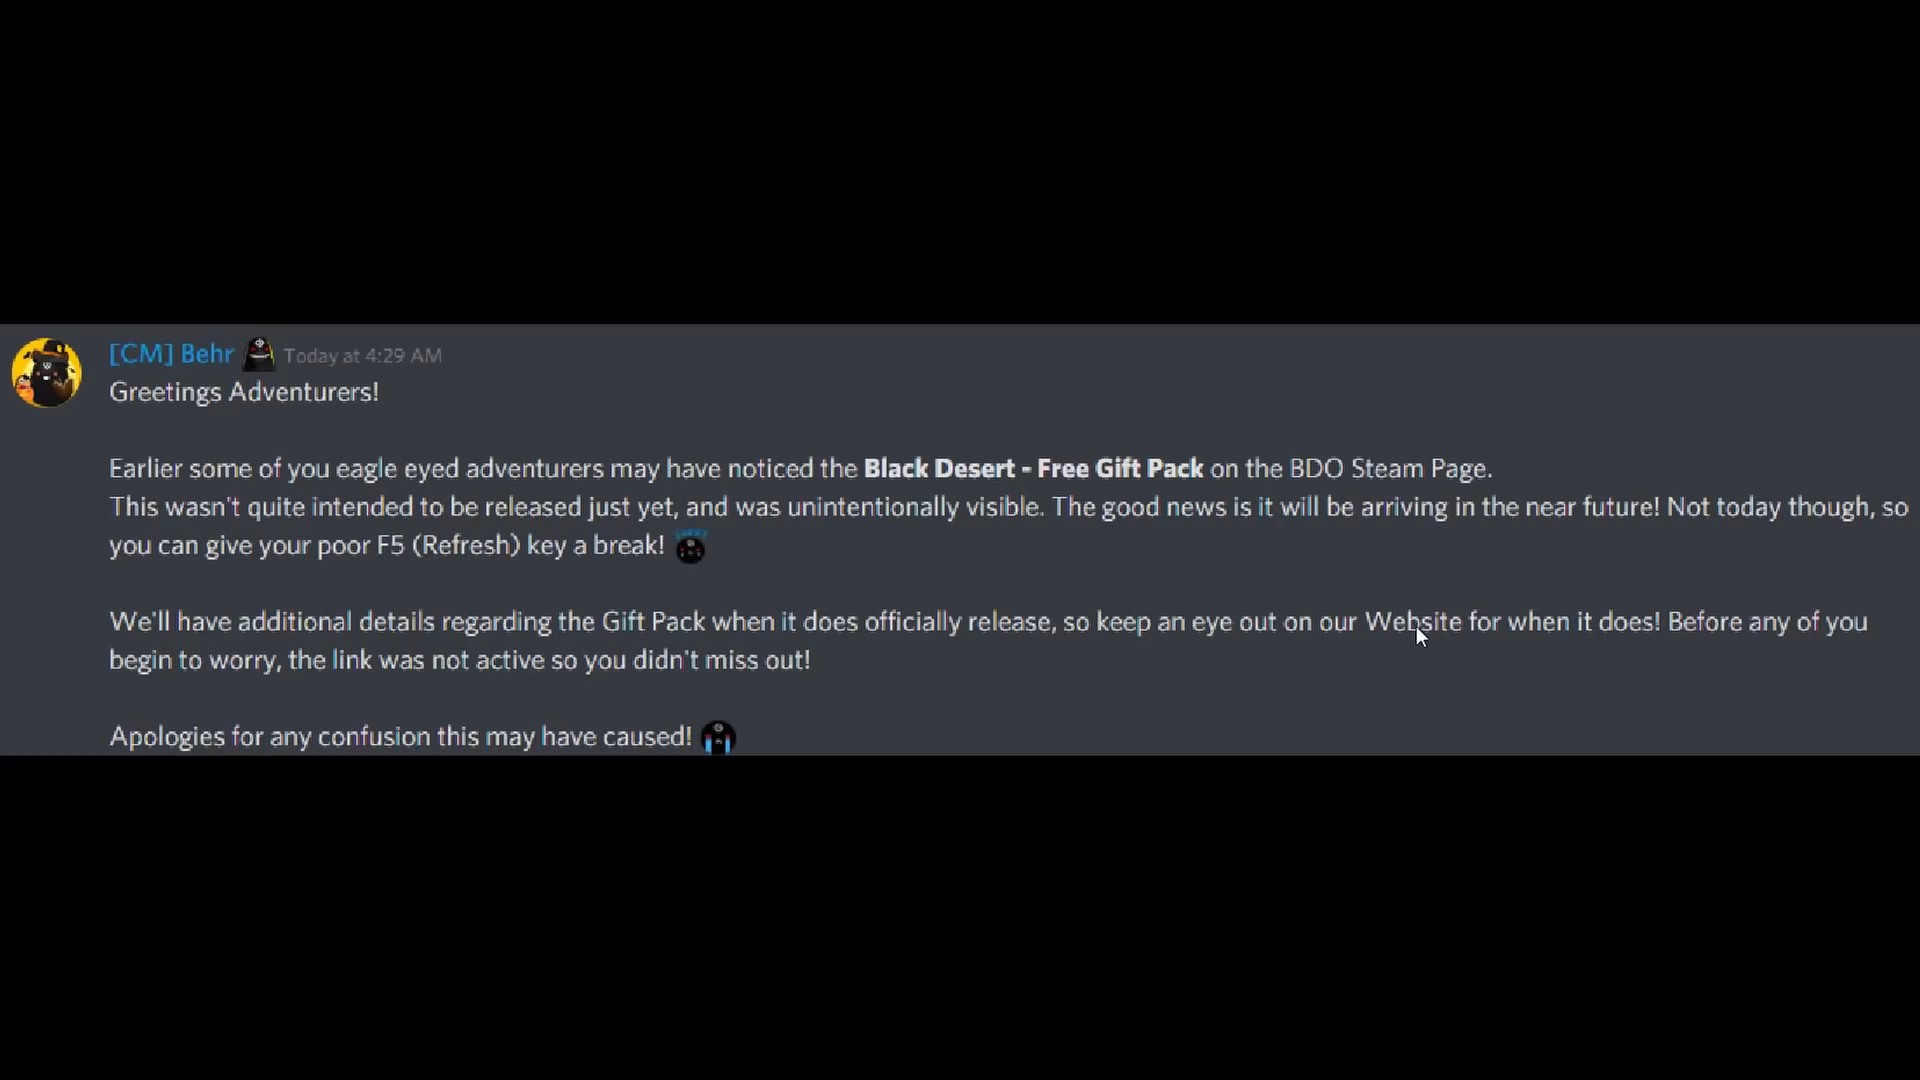 [CM] Behr Today at 4:29 AM
Greetings Adventurers!
Earlier some of you eagle eyed adventurers may have noticed the Black Desert - Free Gift Pack on the BDO Steam Page.
This wasn't quite intended to be released just yet, and was unintentionally visible. The good news is it will be arriving in the near future! Not today though, so
you can give your poor F5 (Refresh) key a break!
We'll have additional details regarding the Gift Pack when it does officially release, so keep an eye out on our Website for when it does! Before any of you
begin to worry, the link was not active so you didn't miss out!
Apologies for any confusion this may have caused!